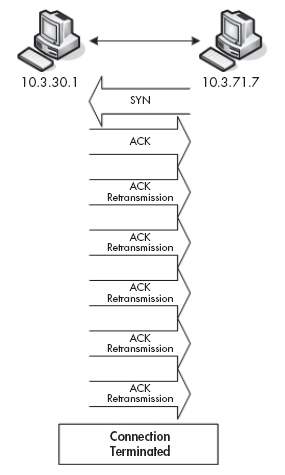 10.3.30.1
10.3.71.7
SYN
ACK
ACK
Retransmission
ACK
Retransmission
ACK
Retransmission
ACK
Retransmission
ACK
Retransmission
Connection
Terminated